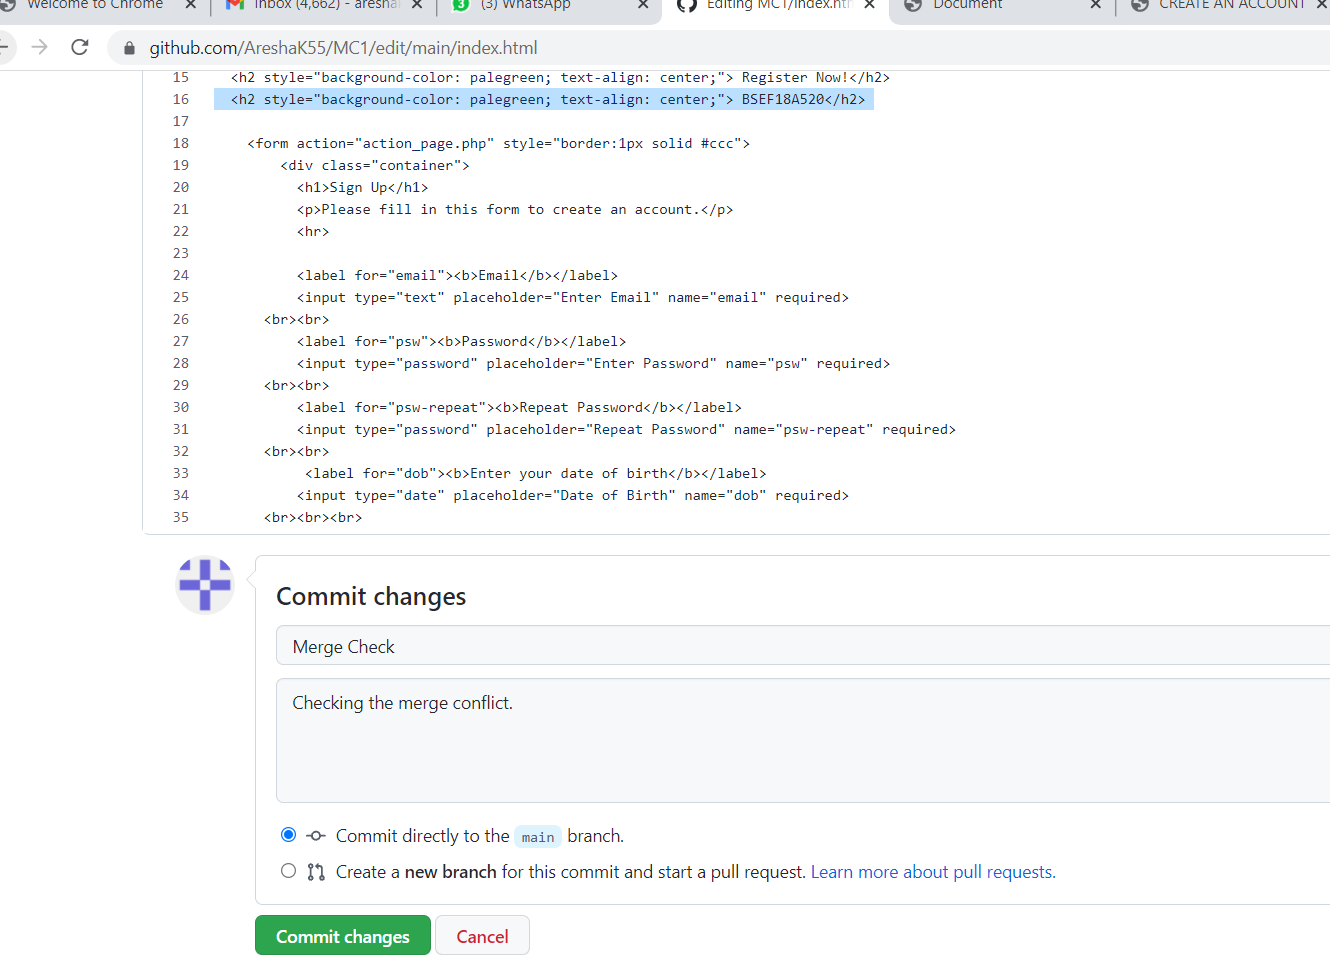 Welcome to Chrome
Inbox (4,662) - aresha
(3) WhatsApp
Editing MC1/index.htm
Document
CREATE AN ACCOUNT
github.com/AreshaK55/MC1/edit/main/index.html
15 <h2 style="background-color: palegreen; text-align: center;"> Register Now!</h2>
16 <h2 style="background-color: palegreen; text-align: center;"> BSEF18A520</h2>
17
18 <form action="action_page.php" style="border:1px solid #ccc">
19 <div class="container">
20 <h1>Sign Up</h1>
21 <p>Please fill in this form to create an account.</p>
22 <hr>
23
24 <label for="email"><b>Email</b></label>
25 <input type="text" placeholder="Enter Email" name="email" required>
26 <br><br>
27 <label for="psw"><b>Password</b></label>
28 <input type="password" placeholder="Enter Password" name="psw" required>
29 <br><br>
30 <label for="psw-repeat"><b>Repeat Password</b></label>
31 <input type="password" placeholder="Repeat Password" name="psw-repeat" required>
32 <br><br>
33 <label for="dob"><b>Enter your date of birth</b></label>
34 <input type="date" placeholder="Date of Birth" name="dob" required>
35 <br><br><br>
Commit changes
Merge Check
Checking the merge conflict.
Commit directly to the main branch.
Create a new branch for this commit and start a pull request. Learn more about pull requests.
Commit changes
Cancel